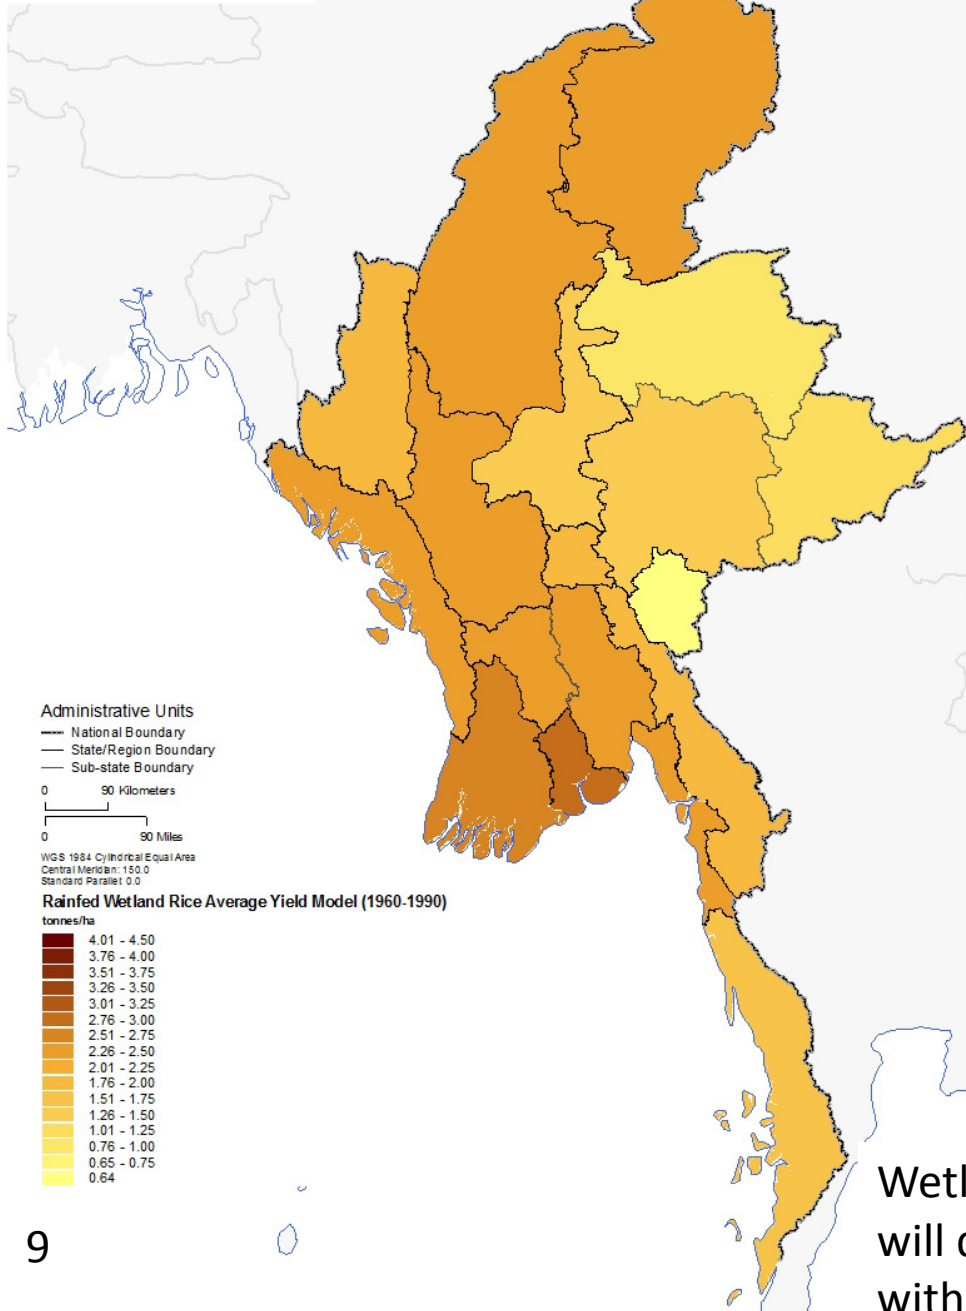 Administrative Units
National Boundary
State/Region Boundary
Sub-state Boundary
0 90 Kilometers
0 90 Miles
WGS 1984 Cylindrical Equal Area
Central Meridian: 150.0
Standard Parallel: 0.0
Rainfed Wetland Rice Average Yield Model (1960-1990)
tonnes/ha
4.01 - 4.50
3.76 - 4.00
3.51 - 3.75
3.26 - 3.50
3.01 - 3.25
2.76 - 3.00
2.51 - 2.75
2.26 - 2.50
2.01 - 2.25
1.76 - 2.00
1.51 - 1.75
1.26 - 1.50
1.01 - 1.25
0.76 - 1.00
0.65 - 0.75
0.64
9
will
with